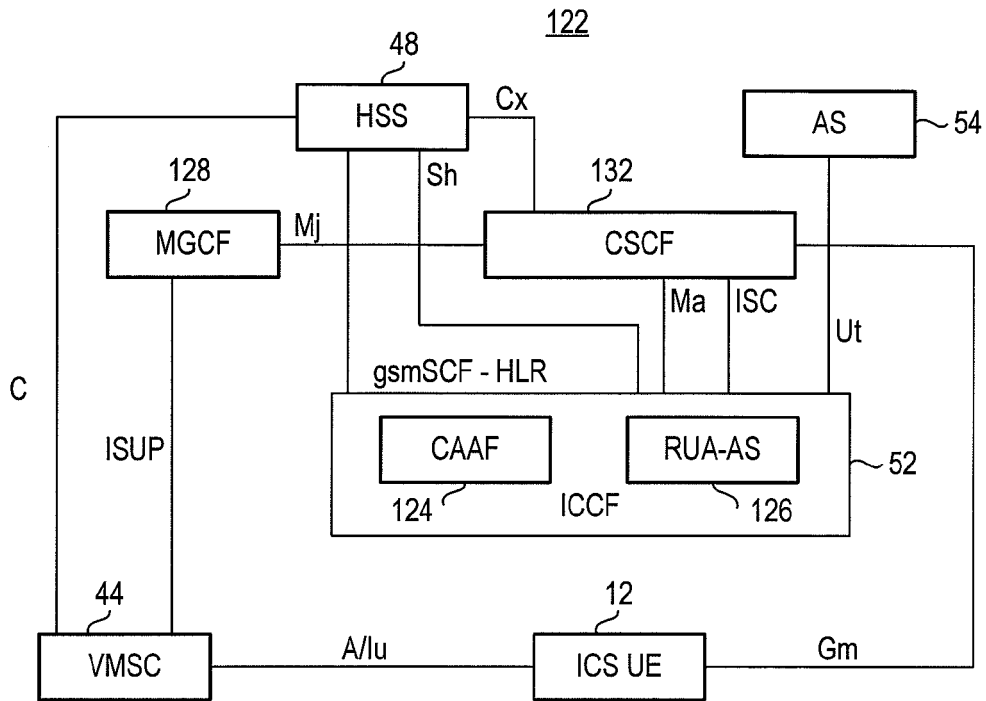 122
48
HSS
Cx
AS
54
Sh
128
132
MGCF
Mj
CSCF
Ma
ISC
Ut
gsmSCF - HLR
C
ISUP
CAAF
RUA-AS
52
124
ICCF
126
44
12
VMSC
A/Iu
ICS UE
Gm